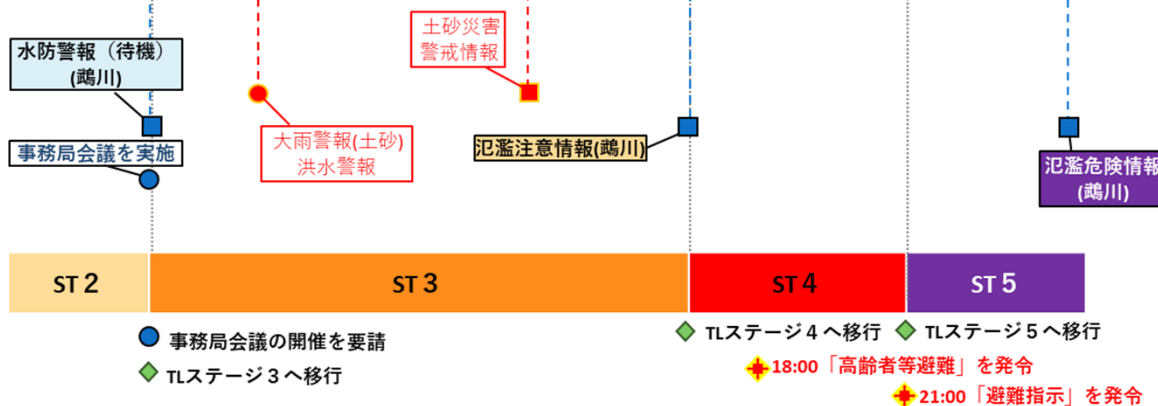 水防警報（待機）
(鵡川)
事務局会議を実施
大雨警報(土砂)
洪水警報
土砂災害
警戒情報
氾濫注意情報(鵡川)
氾濫危険情報
(鵡川)
ST 2
ST 3
ST 4
ST 5
事務局会議の開催を要請
TLステージ３へ移行
TLステージ４へ移行
TLステージ５へ移行
18:00「高齢者等避難」を発令
21:00「避難指示」を発令